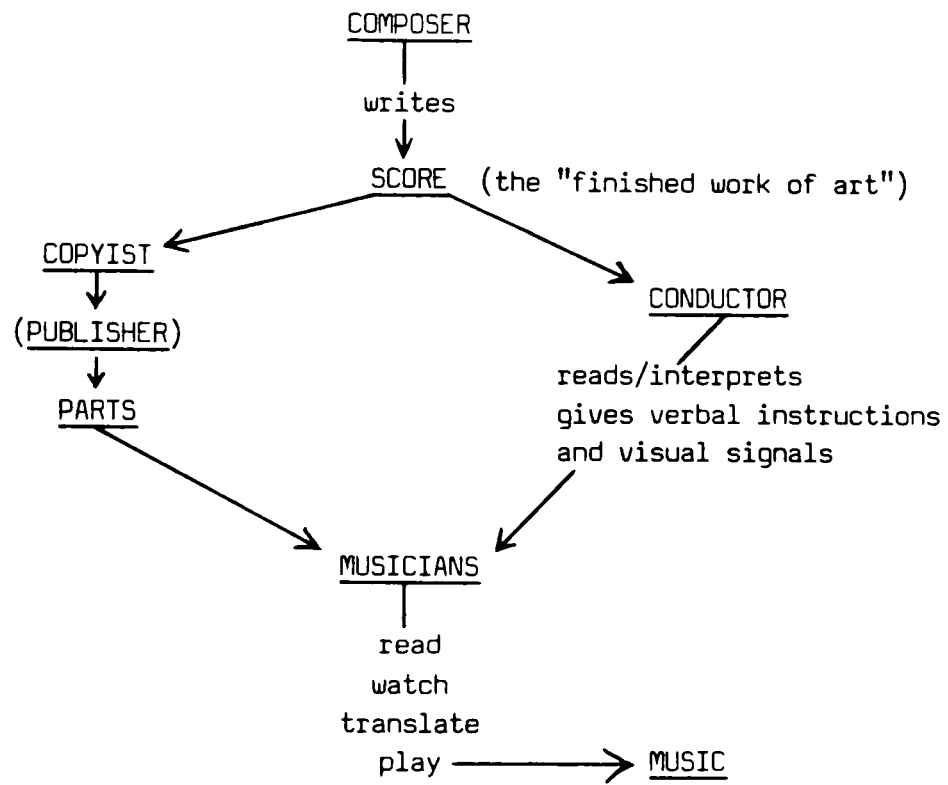 COMPOSER
writes
SCORE (the "finished work of art")
COPYIST
CONDUCTOR
(PUBLISHER)
reads/interprets
PARTS
gives verbal instructions
and visual signals
MUSICIANS
read
watch
translate
play
MUSIC